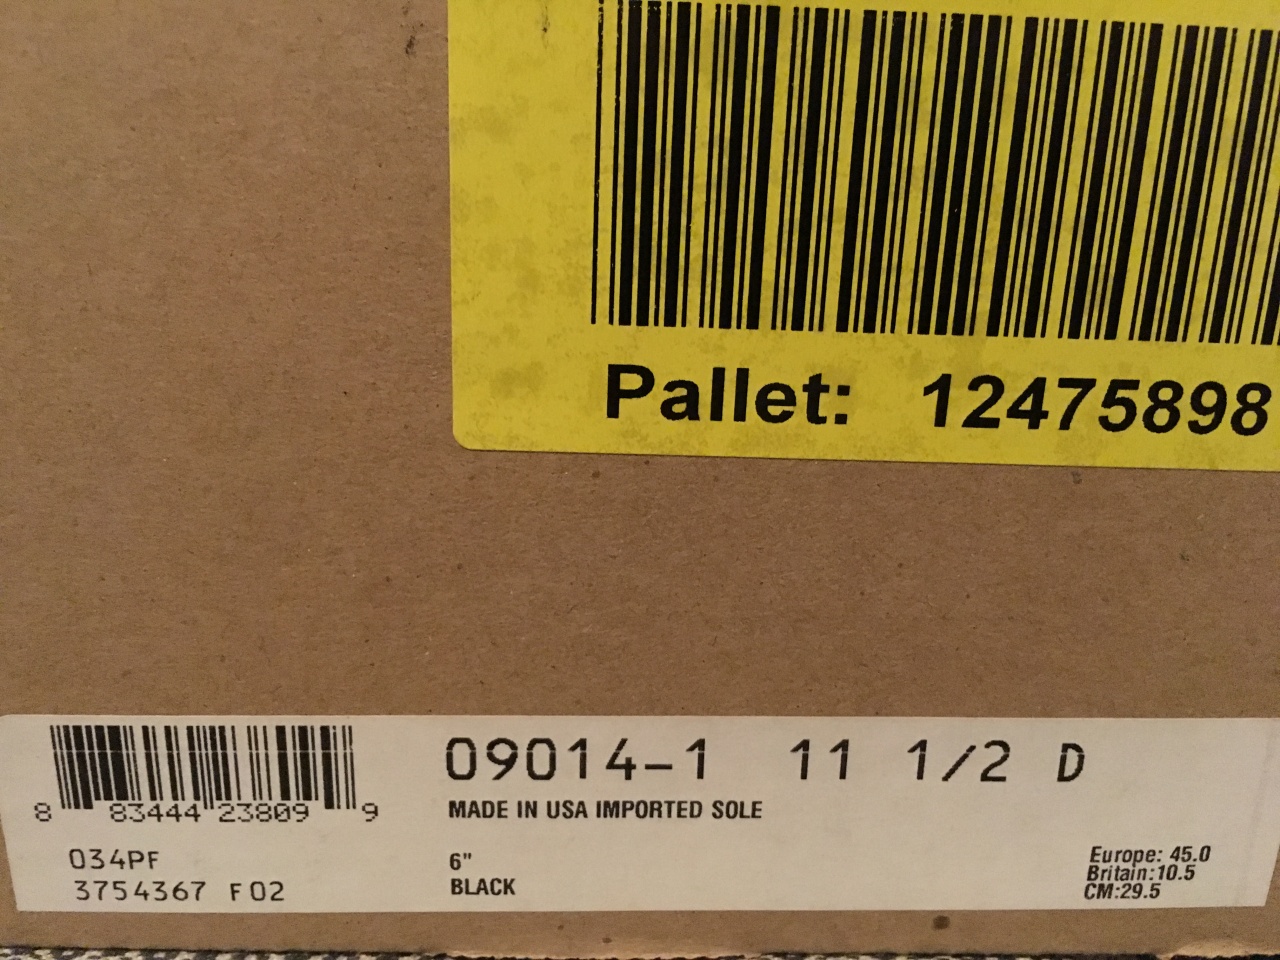 Pallet: 12475898
09014-1 11 1/2 D
8 83444 23809 9
MADE IN USA IMPORTED SOLE
034PF
3754367 F02
6"
BLACK
Europe: 45.0
Britain:10.5
CM:29.5